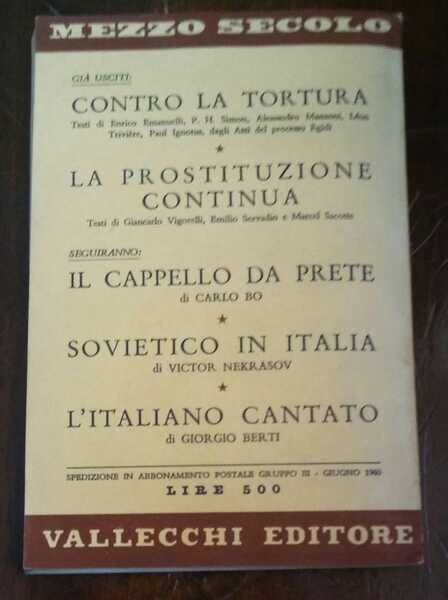 MEZZO SECOLO
GIÀ USCITI:
CONTRO LA TORTURA
Testi di Enrico Emanuelli, P. H. Simon, Alessandro Manzoni, Léon
Trivière, Paul Ignotus, dagli Atti del processo Egidi
★
LA PROSTITUZIONE
CONTINUA
Testi di Giancarlo Vigorelli, Emilio Servadio e Marcel Sacotte
SEGUIRANNO:
IL CAPPELLO DA PRETE
di CARLO BO
★
SOVIETICO IN ITALIA
di VICTOR NEKRASOV
★
L'ITALIANO CANTATO
di GIORGIO BERTI
SPEDIZIONE IN ABBONAMENTO POSTALE GRUPPO III - GIUGNO 1960
LIRE 500
VALLECCHI EDITORE